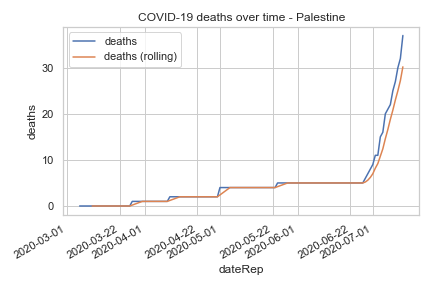 COVID-19 deaths over time - Palestine
deaths
deaths (rolling)
30
20
10
0
deaths
2020-03-01
2020-03-22
2020-04-01
2020-04-22
2020-05-01
2020-05-22
2020-06-01
2020-06-22
2020-07-01
dateRep